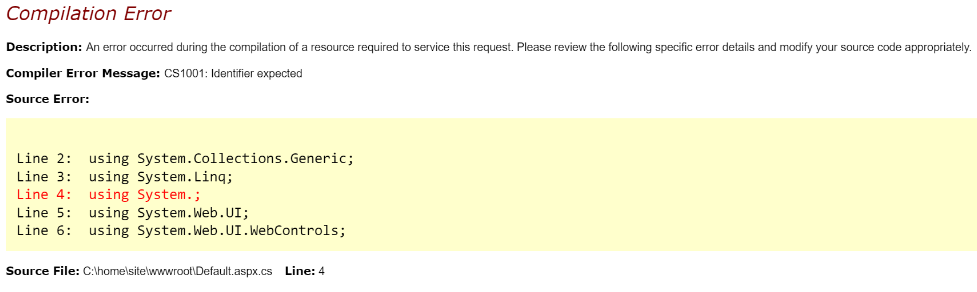 Compilation Error
Description: An error occurred during the compilation of a resource required to service this request. Please review the following specific error details and modify your source code appropriately.
Compiler Error Message: CS1001: Identifier expected
Source Error:
Line 2:  using System.Collections.Generic;
Line 3:  using System.Linq;
Line 4:  using System.;
Line 5:  using System.Web.UI;
Line 6:  using System.Web.UI.WebControls;
Source File: C:\home\site\wwwroot\Default.aspx.cs    Line: 4